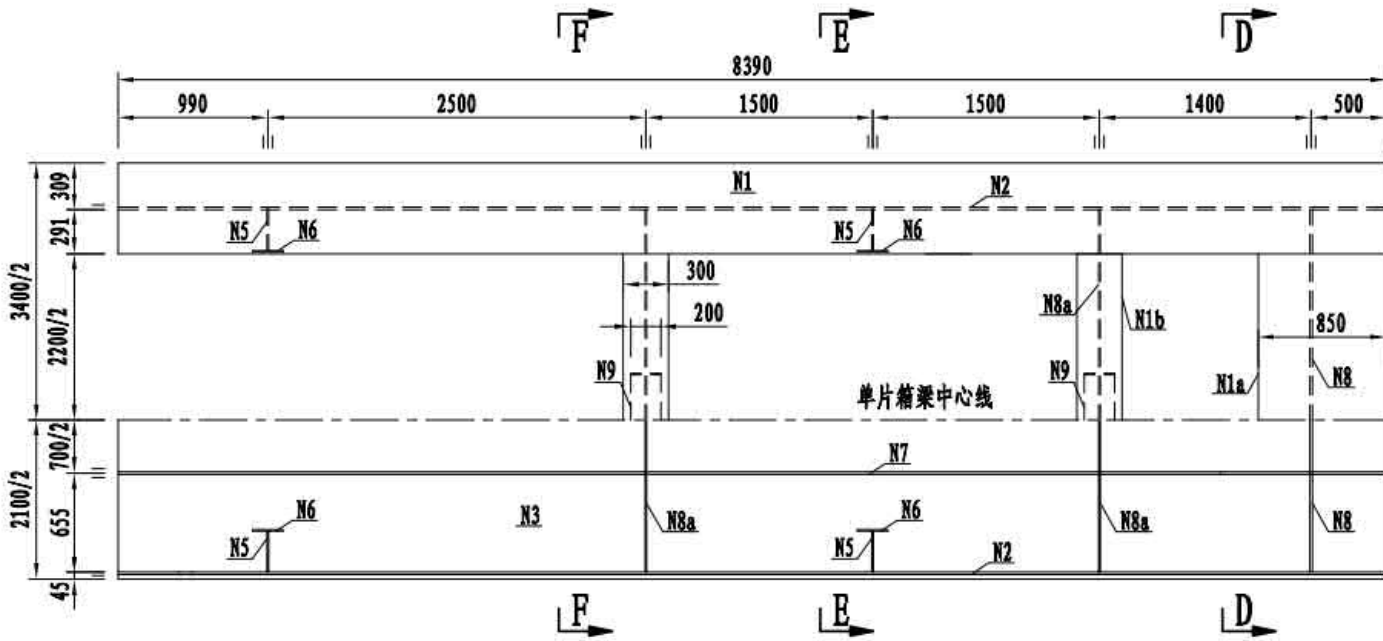 F E D
8390
990 2500 1500 1500 1400 500
3400/2
309
291
2200/2
N1 N2
N5 N6 N5 N6
300
200
N8a N1b
850
N9 N9 N1a N8
单片箱梁中心线
2100/2
700/2
655
45
N7
N6 N3 N8a N6 N8a N8
N5 N5
N2
F E D